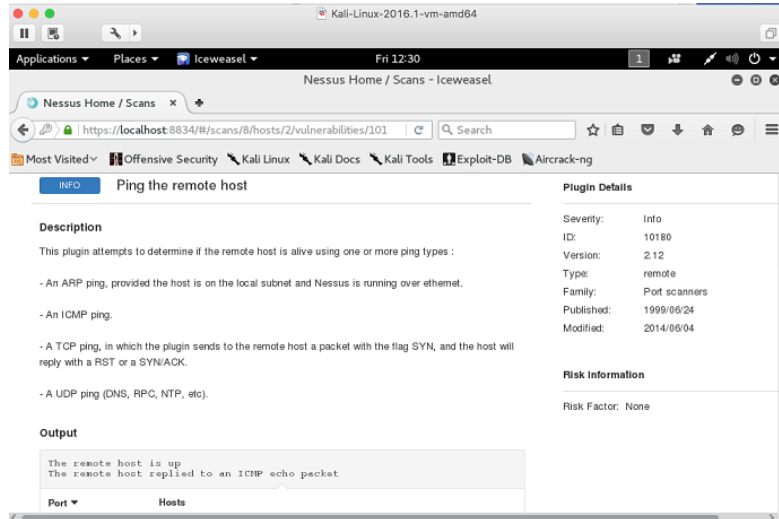 Kali-Linux-2016.1-vm-amd64
Applications Places Iceweasel Fri 12:30 1
Nessus Home / Scans - Iceweasel
Nessus Home / Scans
https://localhost:8834/#/scans/8/hosts/2/vulnerabilities/101 Search
Most Visited Offensive Security Kali Linux Kali Docs Kali Tools Exploit-DB Aircrack-ng
INFO Ping the remote host
Description
This plugin attempts to determine if the remote host is alive using one or more ping types :
- An ARP ping, provided the host is on the local subnet and Nessus is running over ethernet.
- An ICMP ping.
- A TCP ping, in which the plugin sends to the remote host a packet with the flag SYN, and the host will
reply with a RST or a SYN/ACK.
- A UDP ping (DNS, RPC, NTP, etc).
Output
The remote host is up
The remote host replied to an ICMP echo packet
Port Hosts
Plugin Details
Severity: Info
ID: 10180
Version: 2.12
Type: remote
Family: Port scanners
Published: 1999/06/24
Modified: 2014/06/04
Risk Information
Risk Factor: None